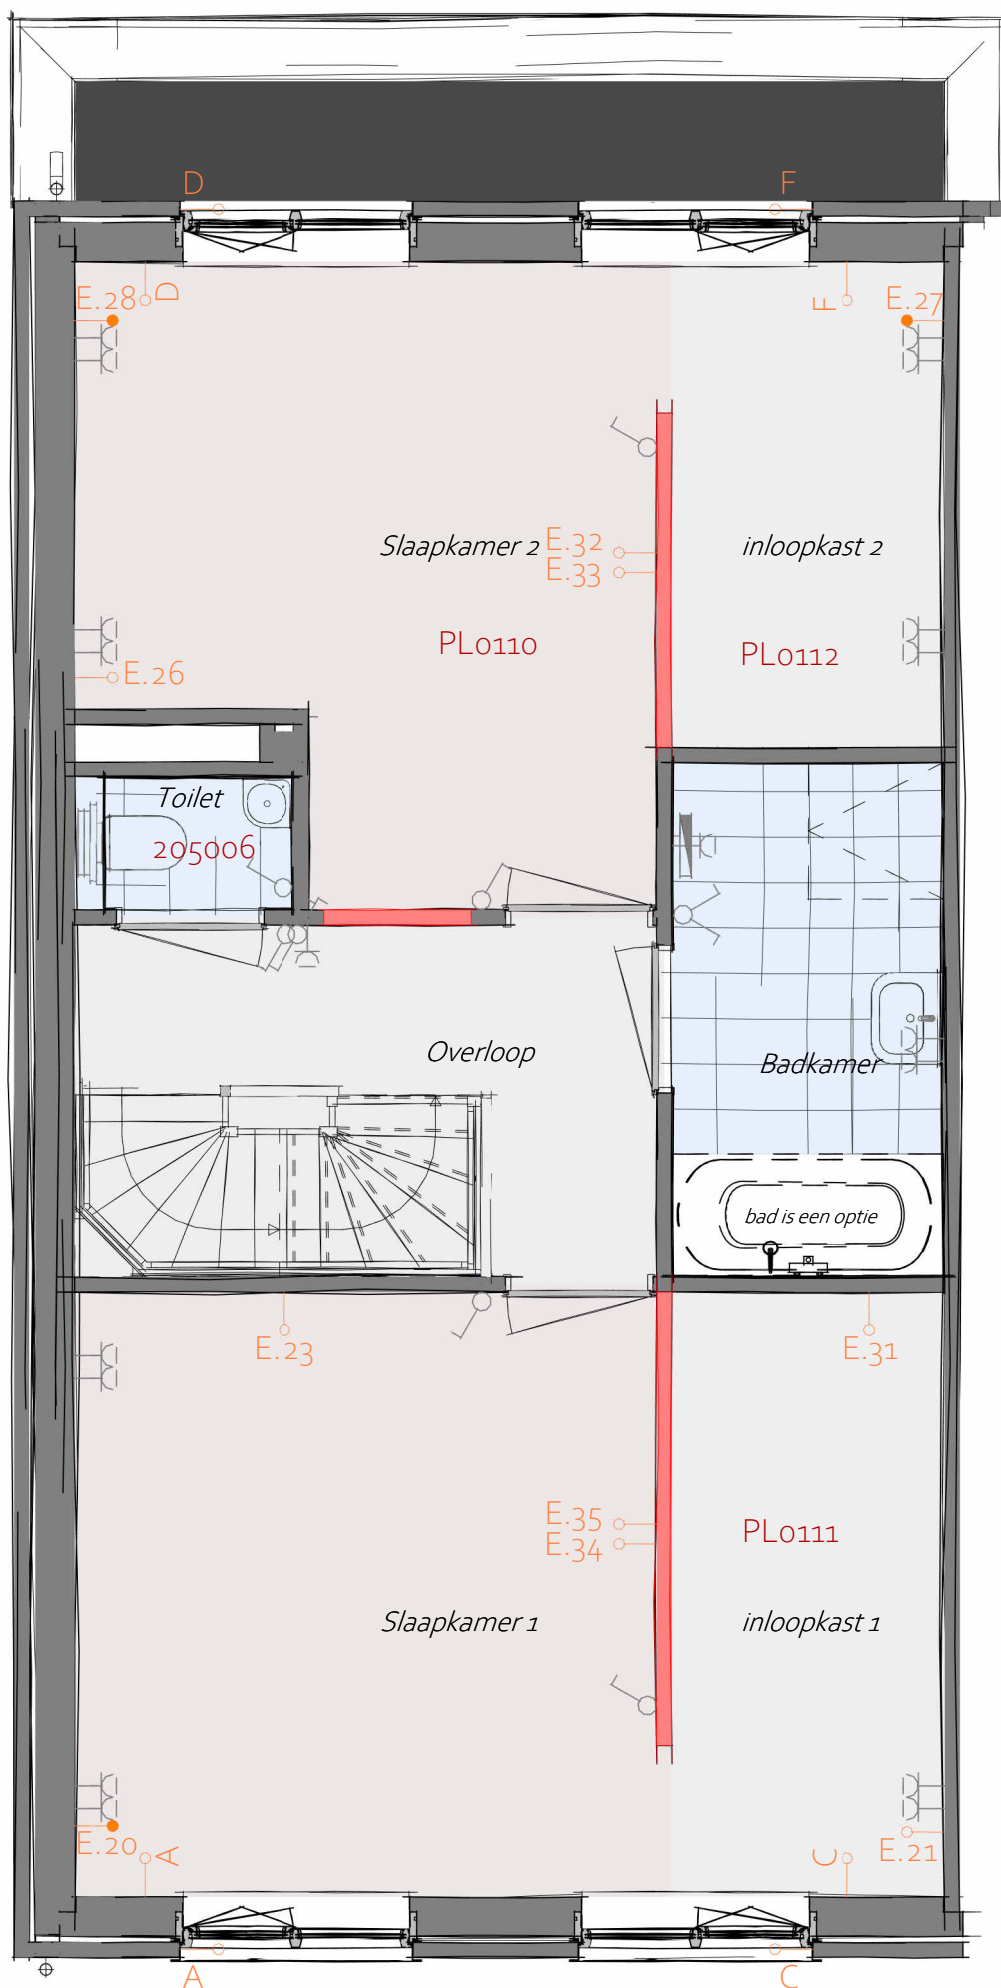 D
F
E.28
D
F
E.27
Slaapkamer 2
E.32
inloopkast 2
E.33
PL0110
PL0112
E.26
Toilet
205006
Overloop
Badkamer
bad is een optie
E.23
E.31
E.35
PL0111
E.34
Slaapkamer 1
inloopkast 1
E.20
A
C
E.21
A
C